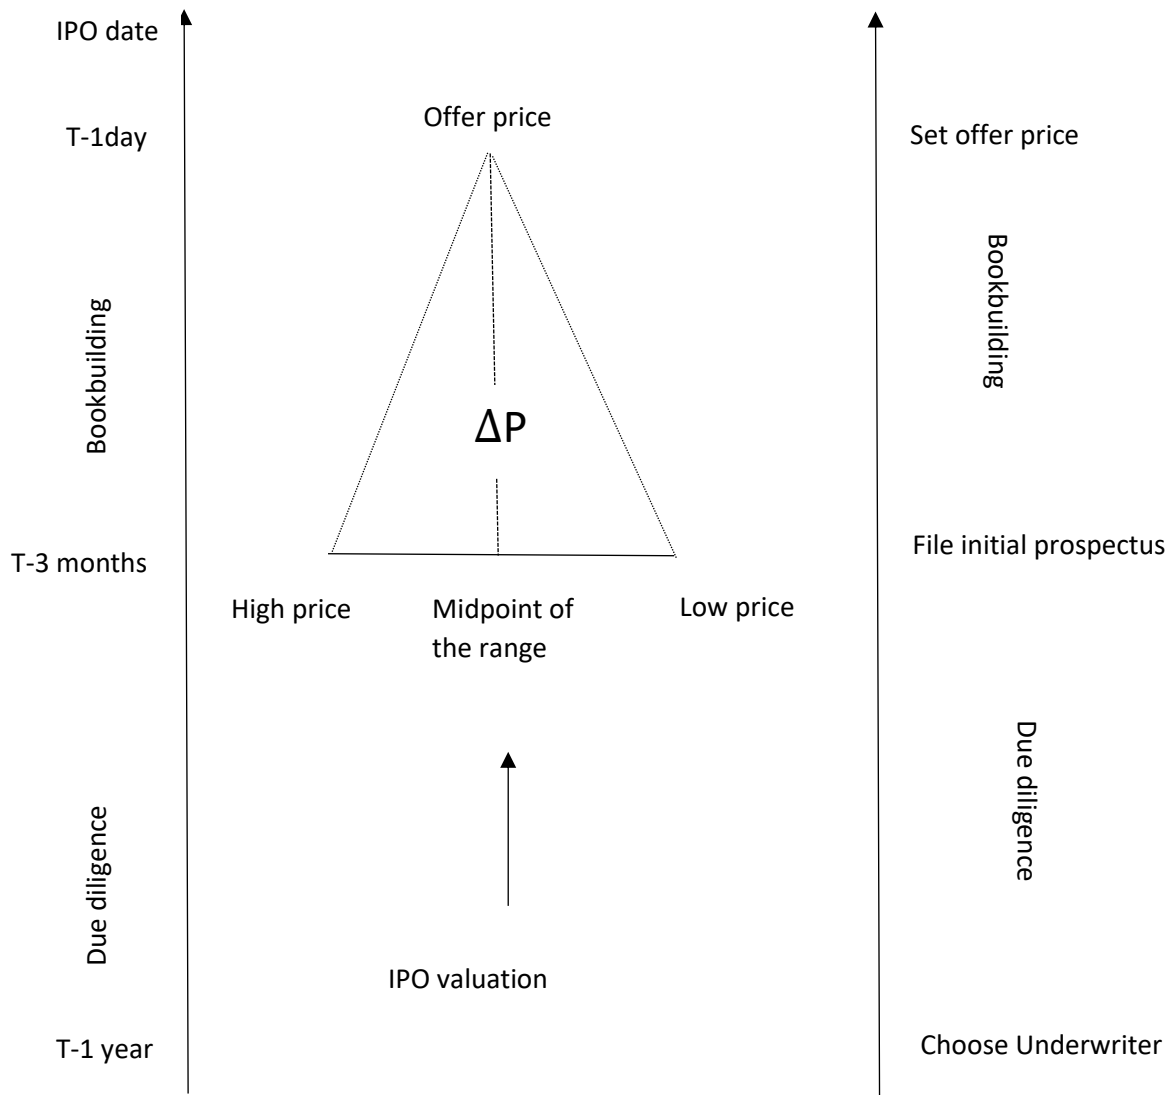 IPO date
Offer price
T-1day
Set offer price
Bookbuilding
Bookbuilding
ΔP
T-3 months
File initial prospectus
High price
Midpoint of
the range
Low price
Due diligence
Due diligence
IPO valuation
T-1 year
Choose Underwriter